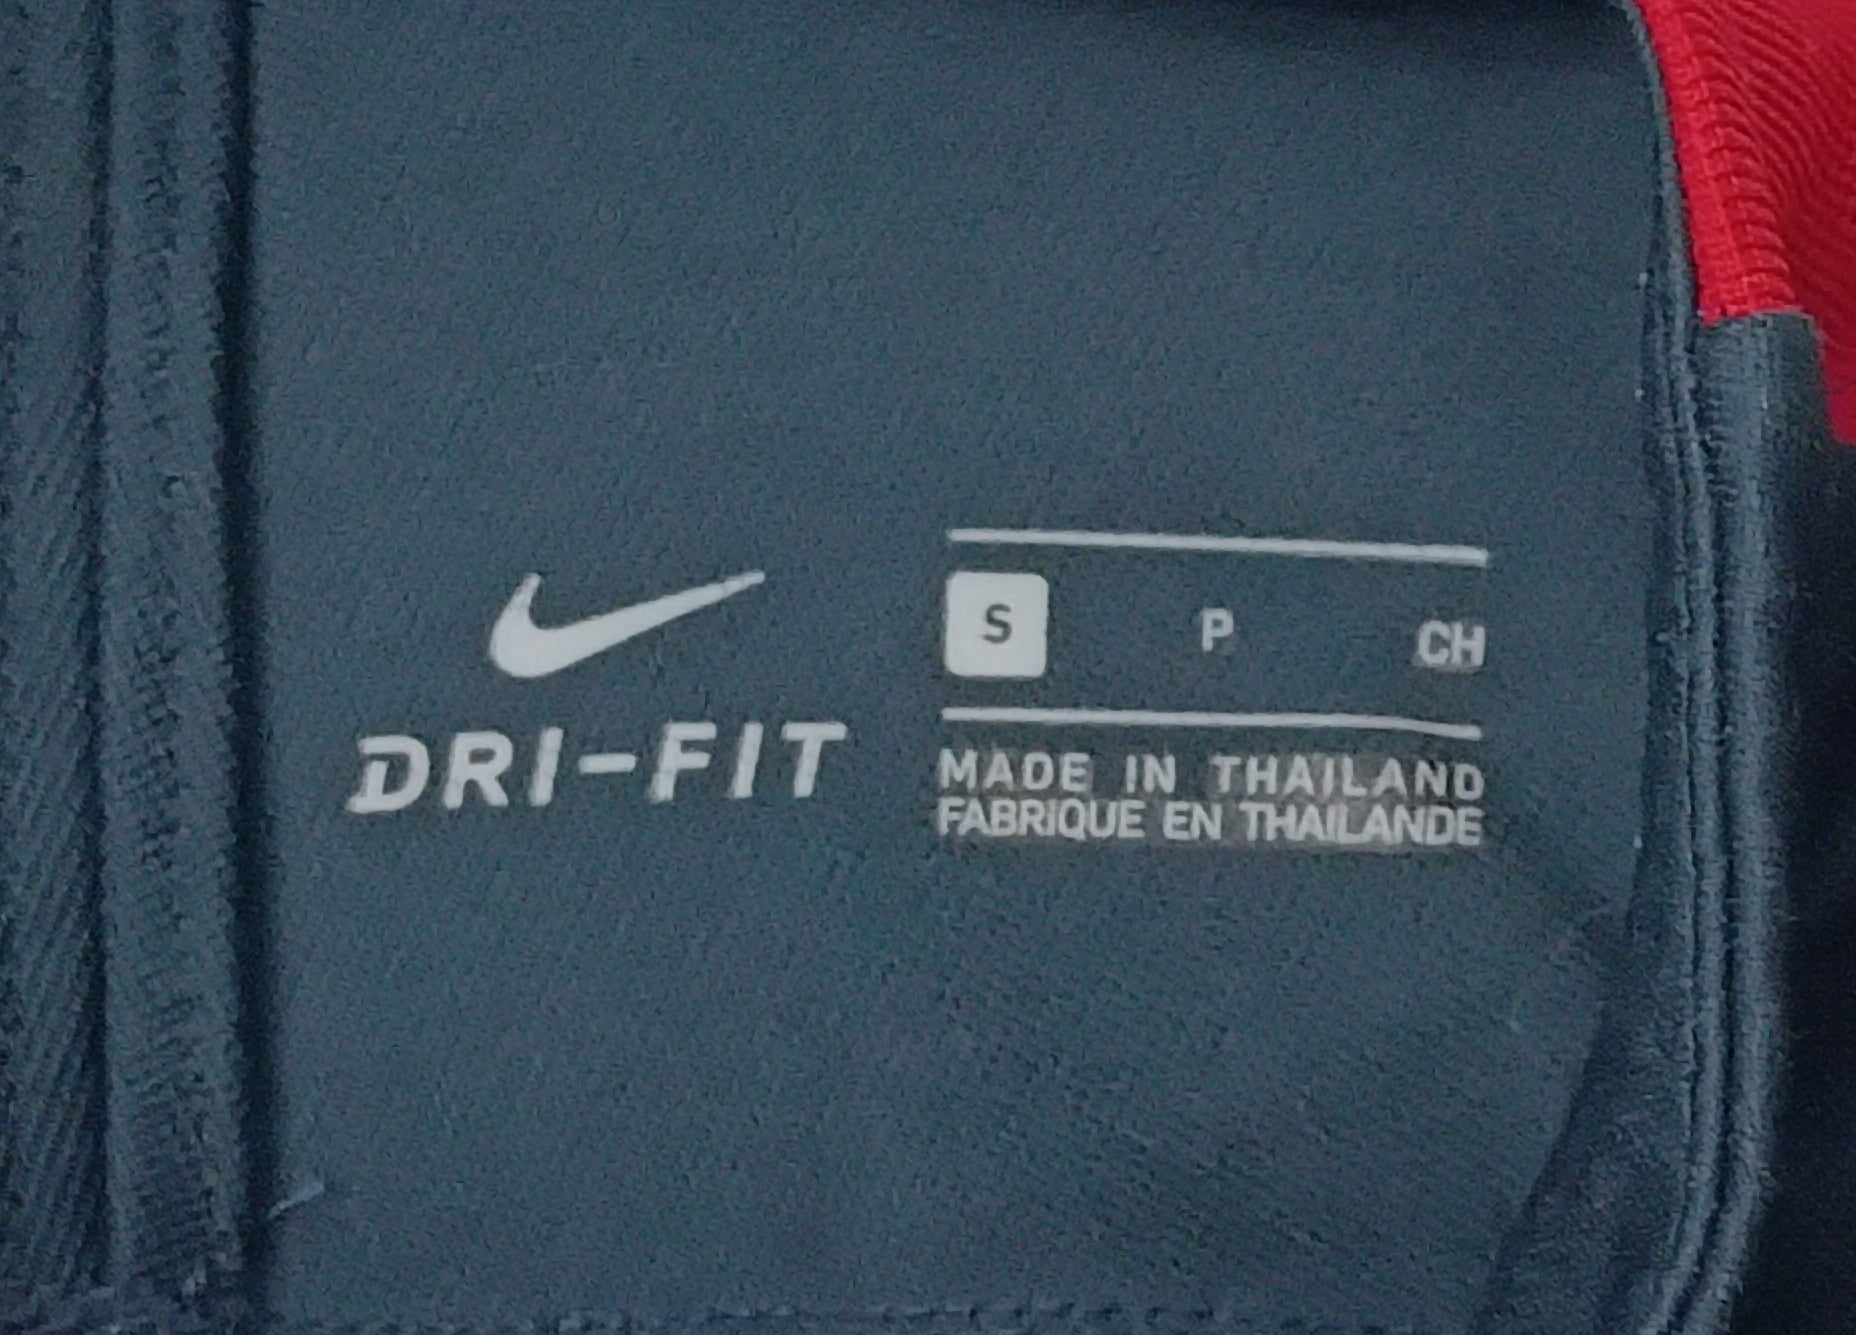 DRI-FIT
S P CH
MADE IN THAILAND
FABRIQUE EN THAILANDE